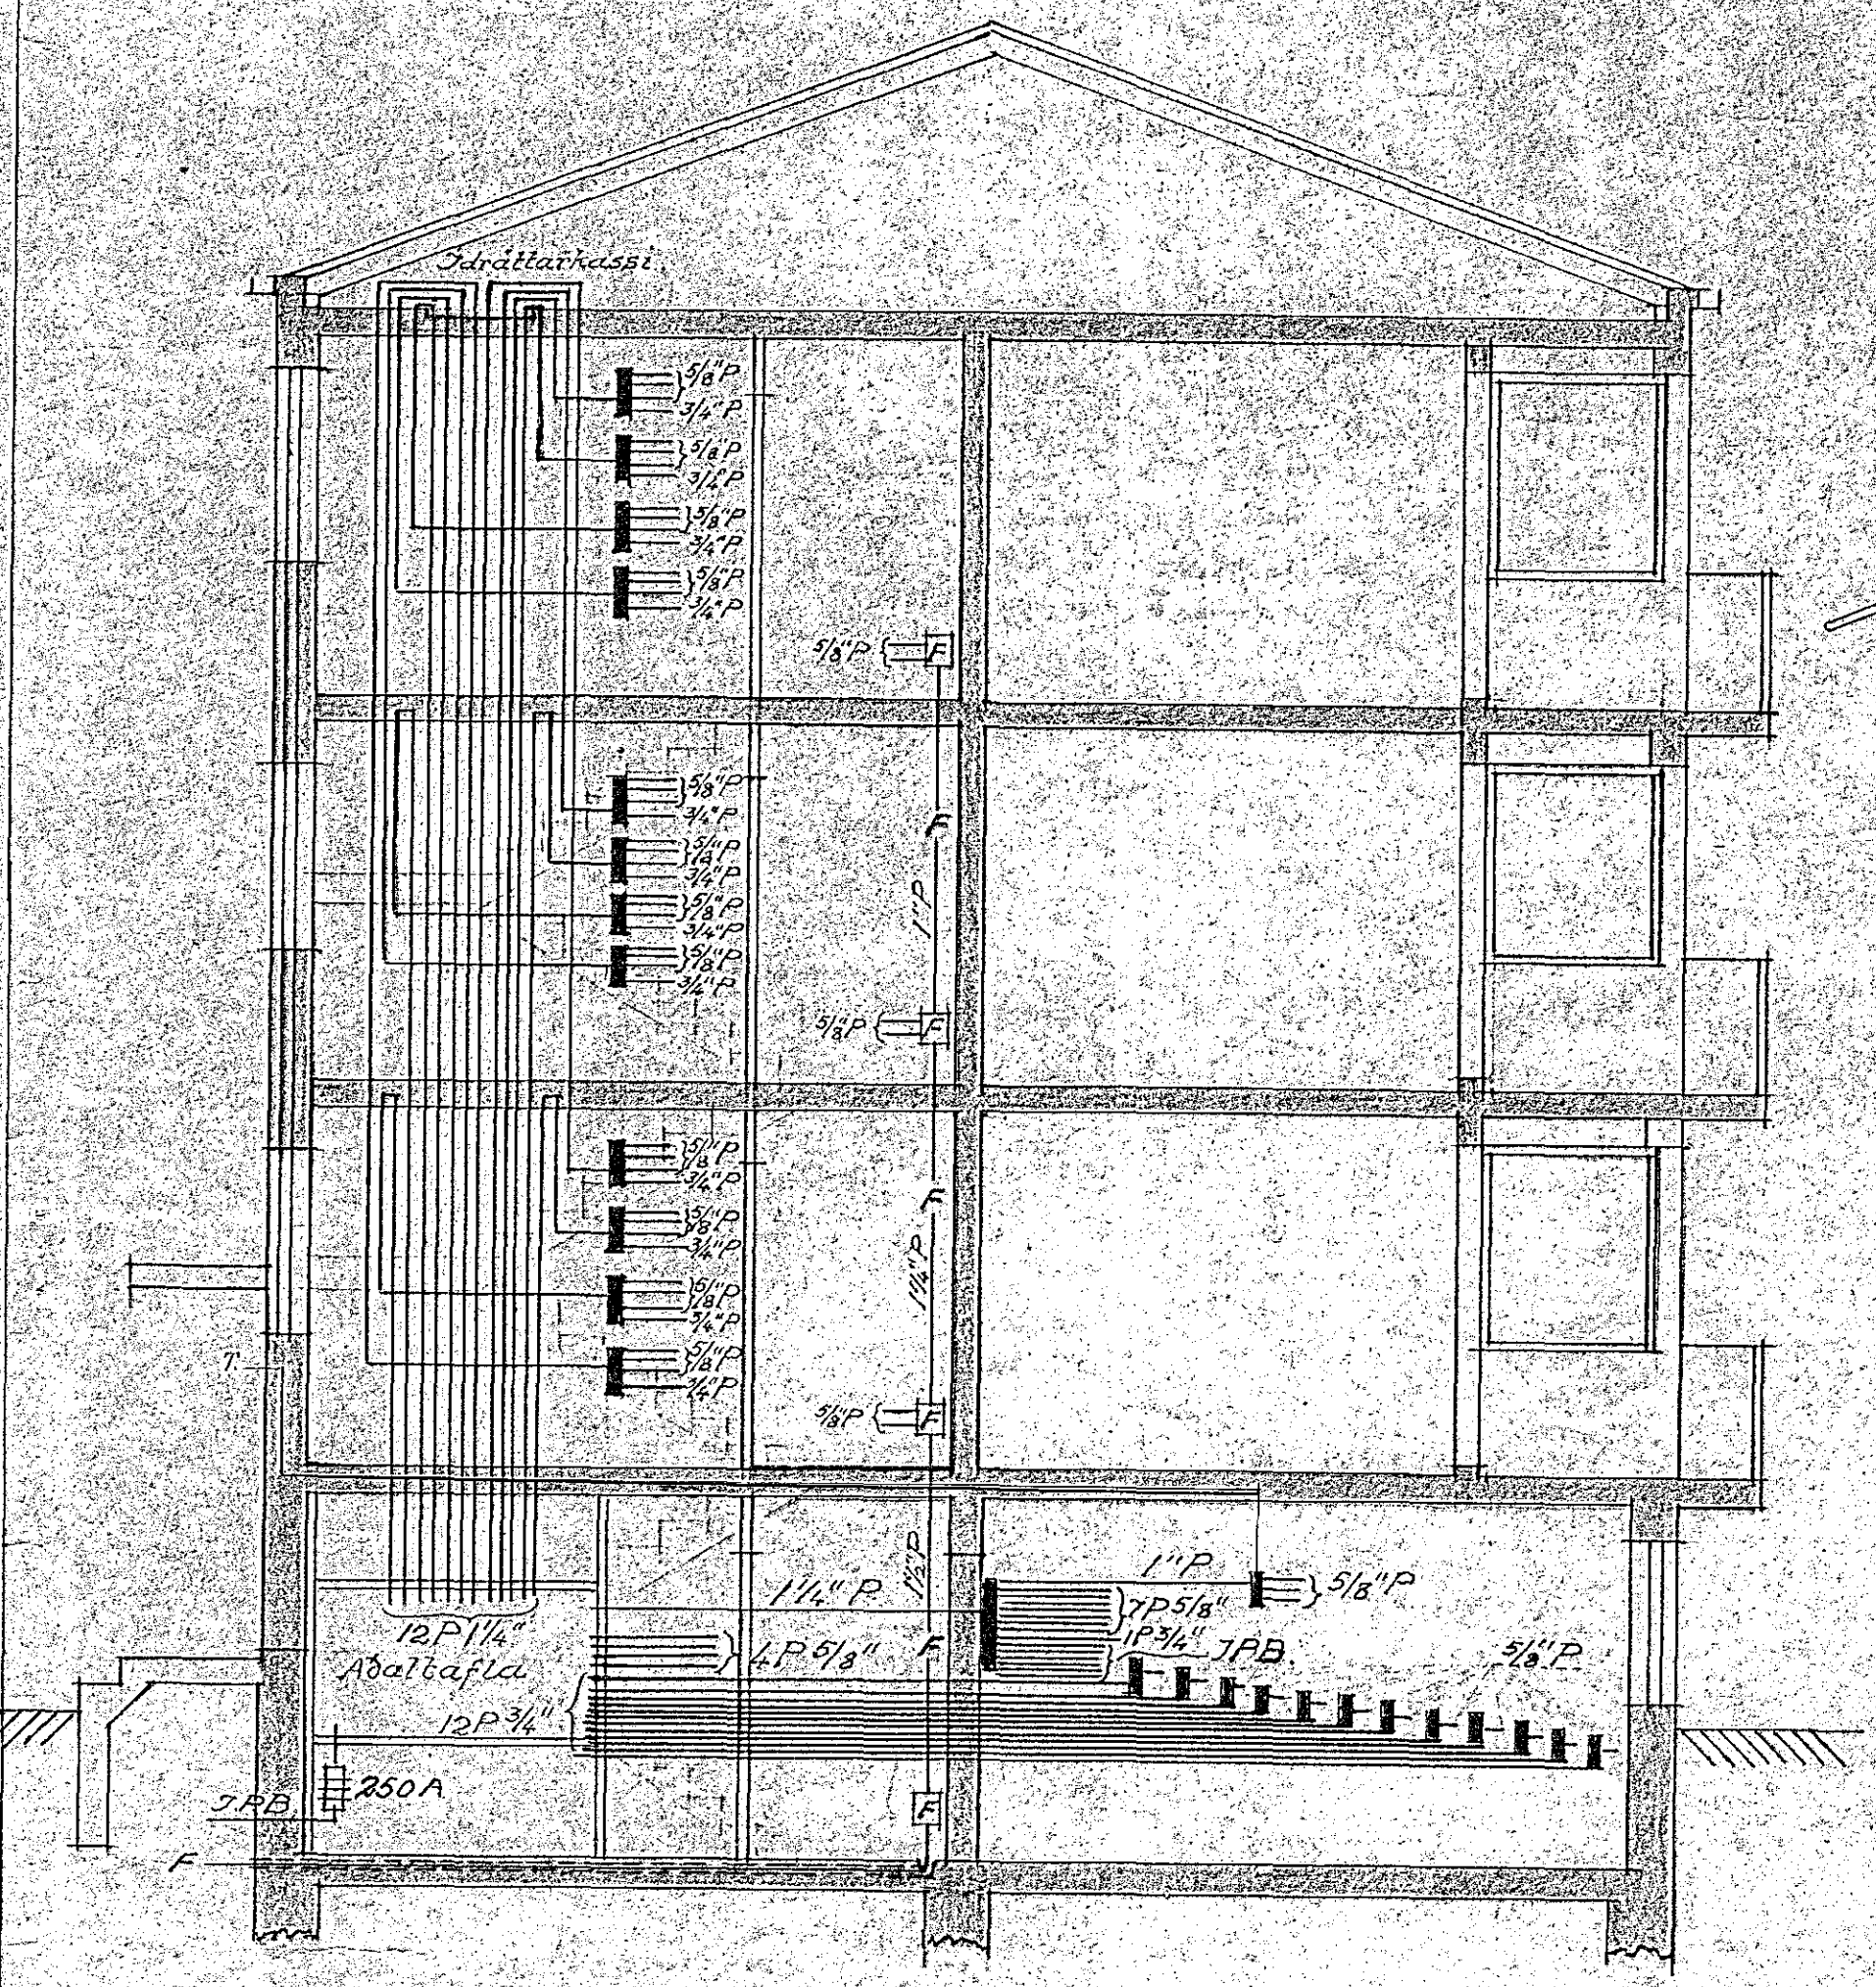 Idráttarkassi
5/8" P
3/4" P
5/8" P
3/4" P
5/8" P
3/4" P
5/8" P
3/4" P
5/8" P F
5/8" P
3/4" P
F
5/8" P
3/4" P
1" P
5/8" P
3/4" P
5/8" P
3/4" P
5/8" P F
5/8" P
3/4" P
F
5/8" P
3/4" P
1 1/4" P
5/8" P
3/4" P
T.
5/8" P
3/4" P
5/8" P F
1 1/2" P
1" P
1 1/4" P
5/8" P
7P 5/8"
12P 1 1/4"
1P 3/4"
4P 5/8" F JPB.
5/8" P
Aðaltafla
12P 3/4"
250A
JPB
F
F